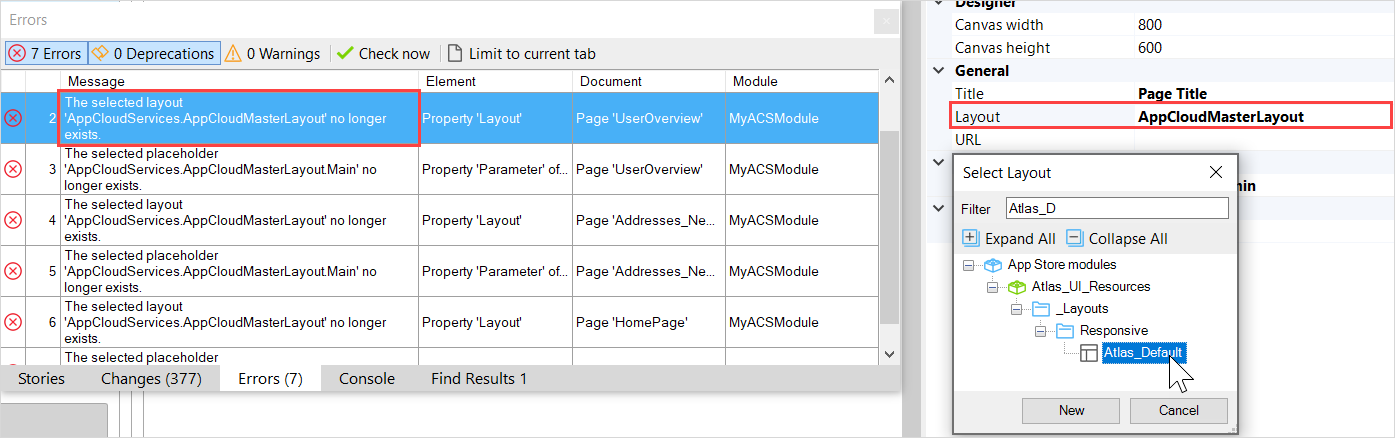 Errors
7 Errors 0 Deprecations 0 Warnings Check now Limit to current tab
Message Element Document Module
2 The selected layout 'AppCloudServices.AppCloudMasterLayout' no longer exists. Property 'Layout' Page 'UserOverview' MyACSModule
3 The selected placeholder 'AppCloudServices.AppCloudMasterLayout.Main' no longer exists. Property 'Parameter' of... Page 'UserOverview' MyACSModule
4 The selected layout 'AppCloudServices.AppCloudMasterLayout' no longer exists. Property 'Layout' Page 'Addresses_Ne... MyACSModule
5 The selected placeholder 'AppCloudServices.AppCloudMasterLayout.Main' no longer exists. Property 'Parameter' of... Page 'Addresses_Ne... MyACSModule
6 The selected layout 'AppCloudServices.AppCloudMasterLayout' no longer exists. Property 'Layout' Page 'HomePage' MyACSModule
The selected placeholder
Stories Changes (377) Errors (7) Console Find Results 1
Designer
Canvas width 800
Canvas height 600
General
Title Page Title
Layout AppCloudMasterLayout
URL
Select Layout
Filter Atlas_D
Expand All Collapse All
App Store modules
Atlas_UI_Resources
_Layouts
Responsive
Atlas_Default
New Cancel